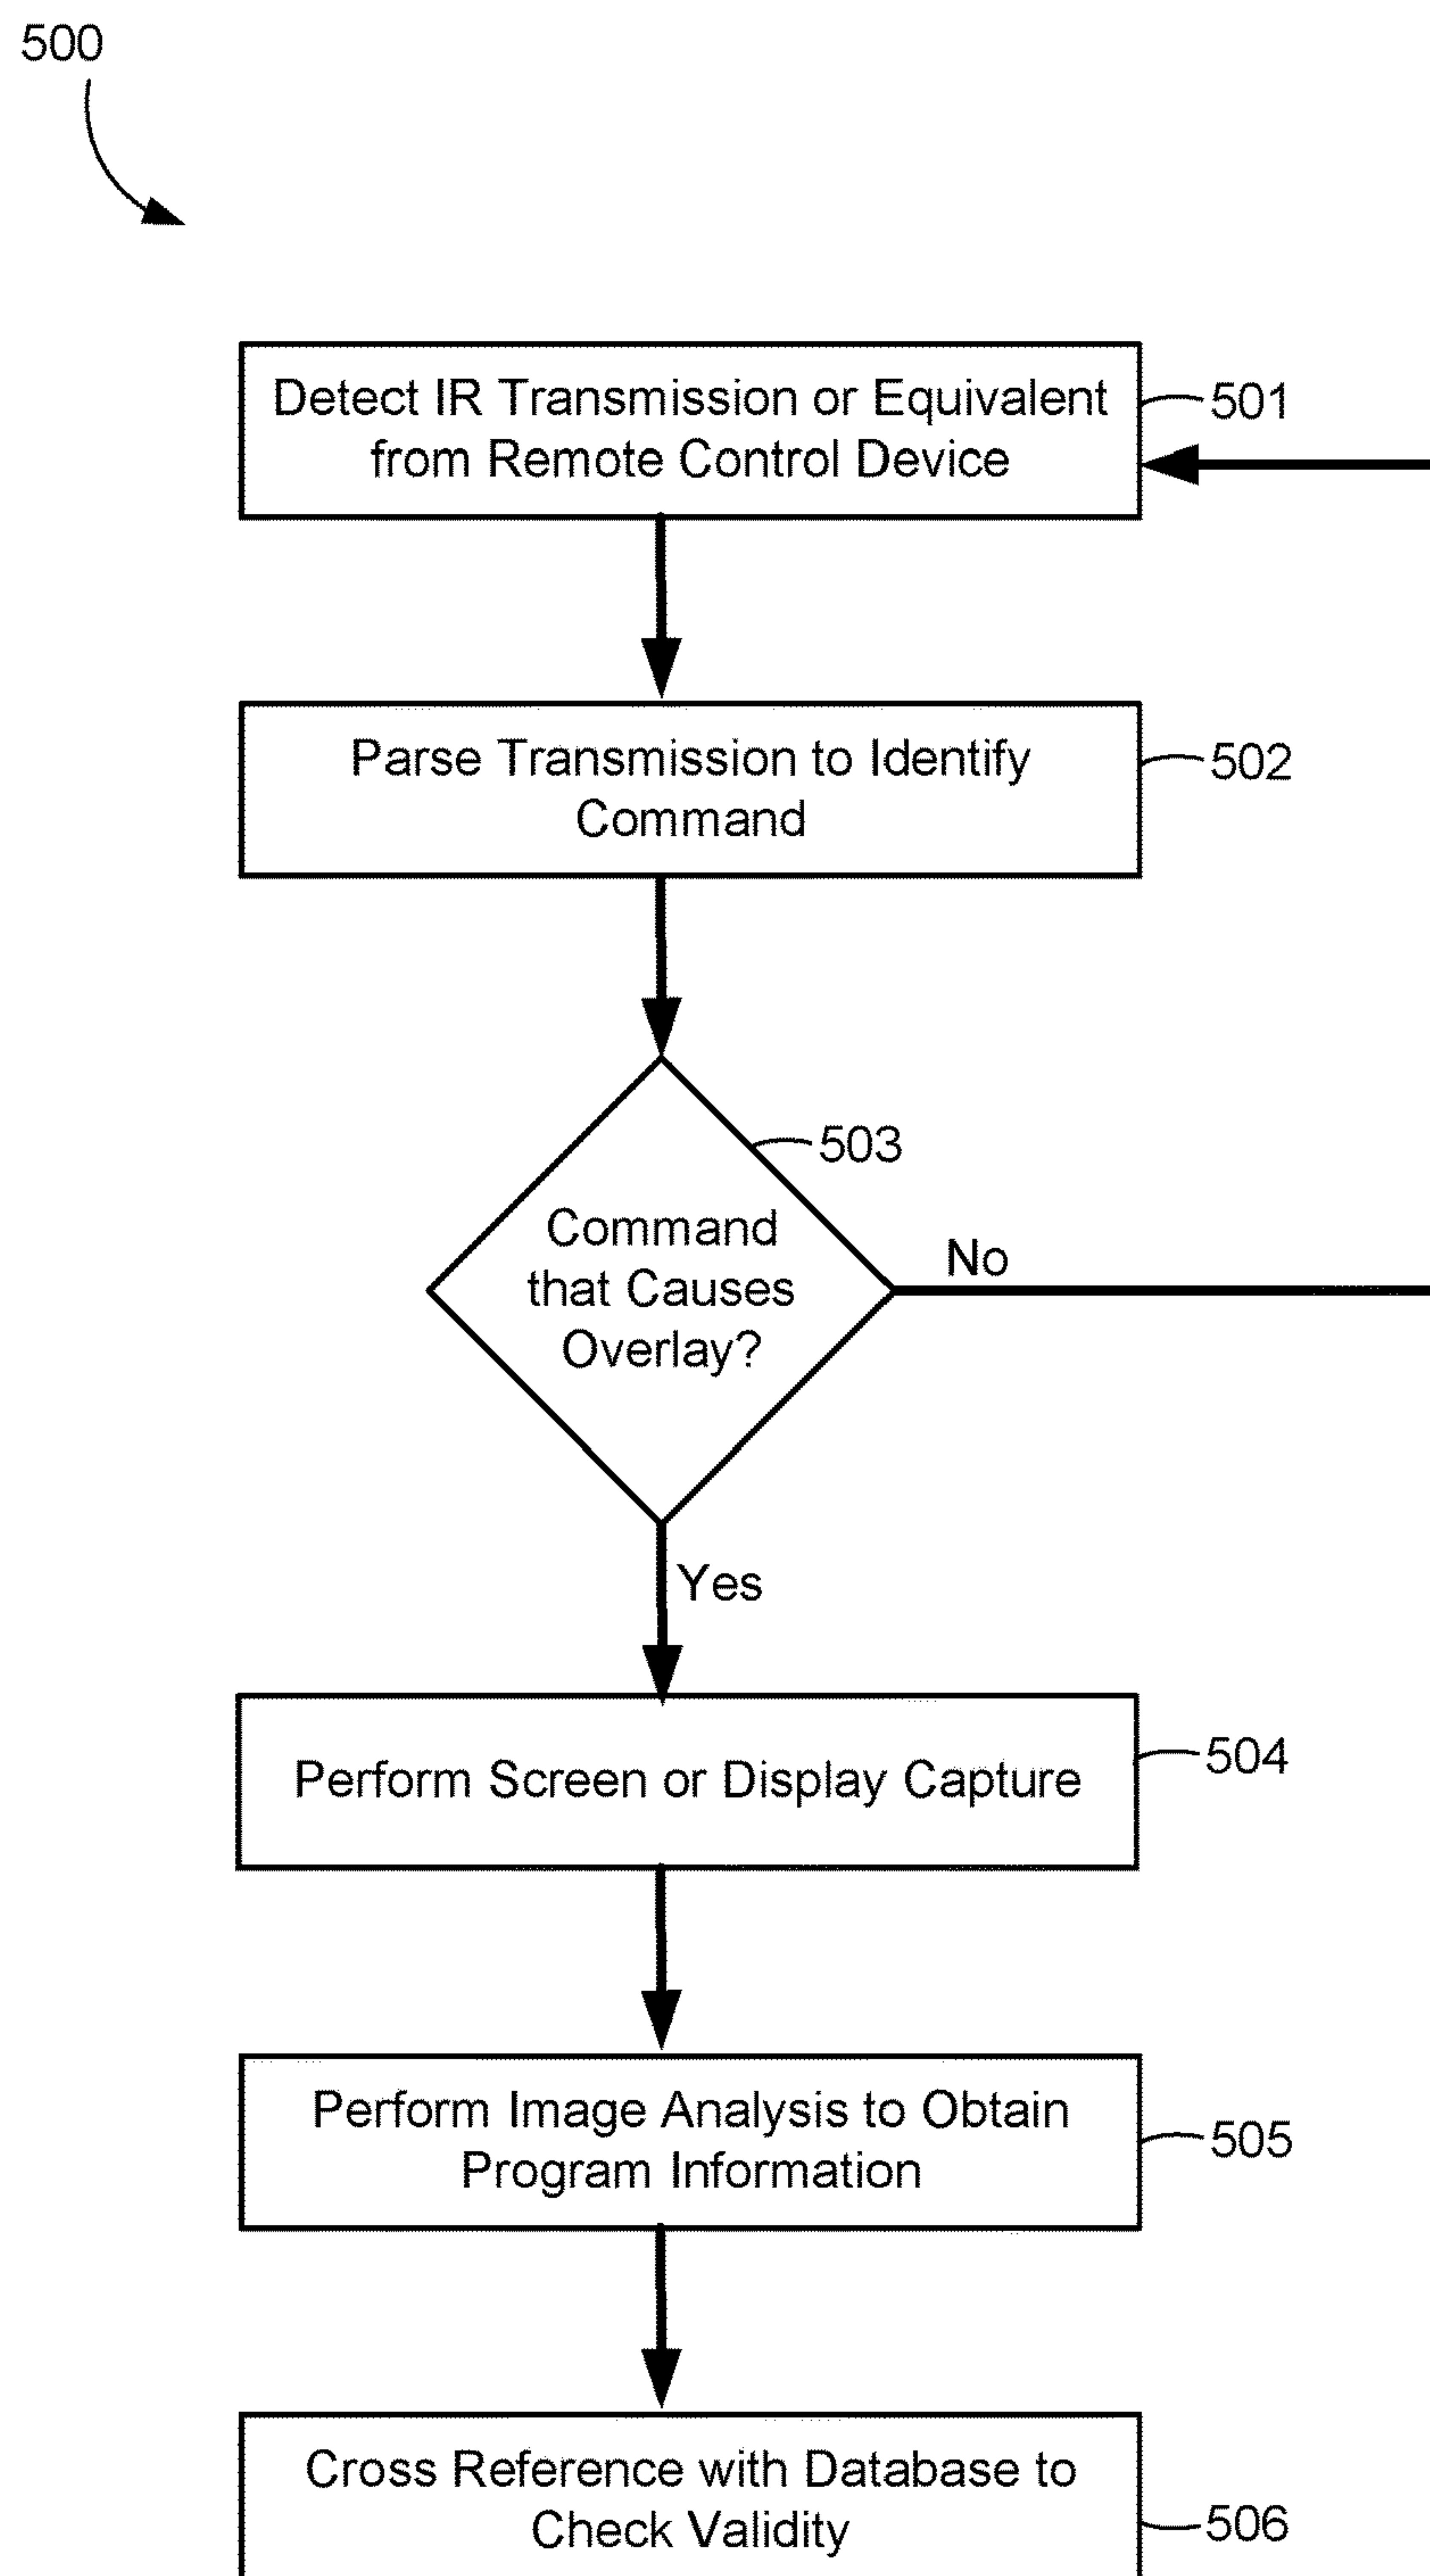 500
Detect IR Transmission or Equivalent
from Remote Control Device
501
Parse Transmission to Identify
Command
502
503
Command
that Causes
Overlay?
No
Yes
Perform Screen or Display Capture
504
Perform Image Analysis to Obtain
Program Information
505
Cross Reference with Database to
Check Validity
506